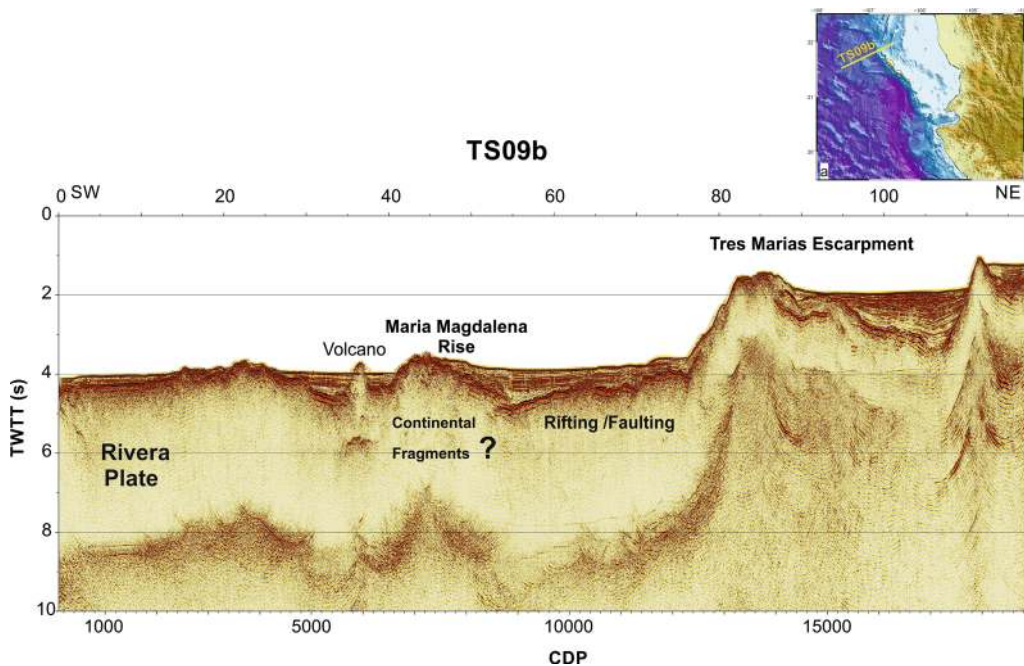 TS09b
a
TS09b
0 SW 20 40 60 80 100 NE
0
Tres Marias Escarpment
2
Maria Magdalena
Rise
Volcano
4
Continental
Fragments ?
Rifting /Faulting
TWTT (s)
6
Rivera
Plate
8
10
1000 5000 10000 15000
CDP